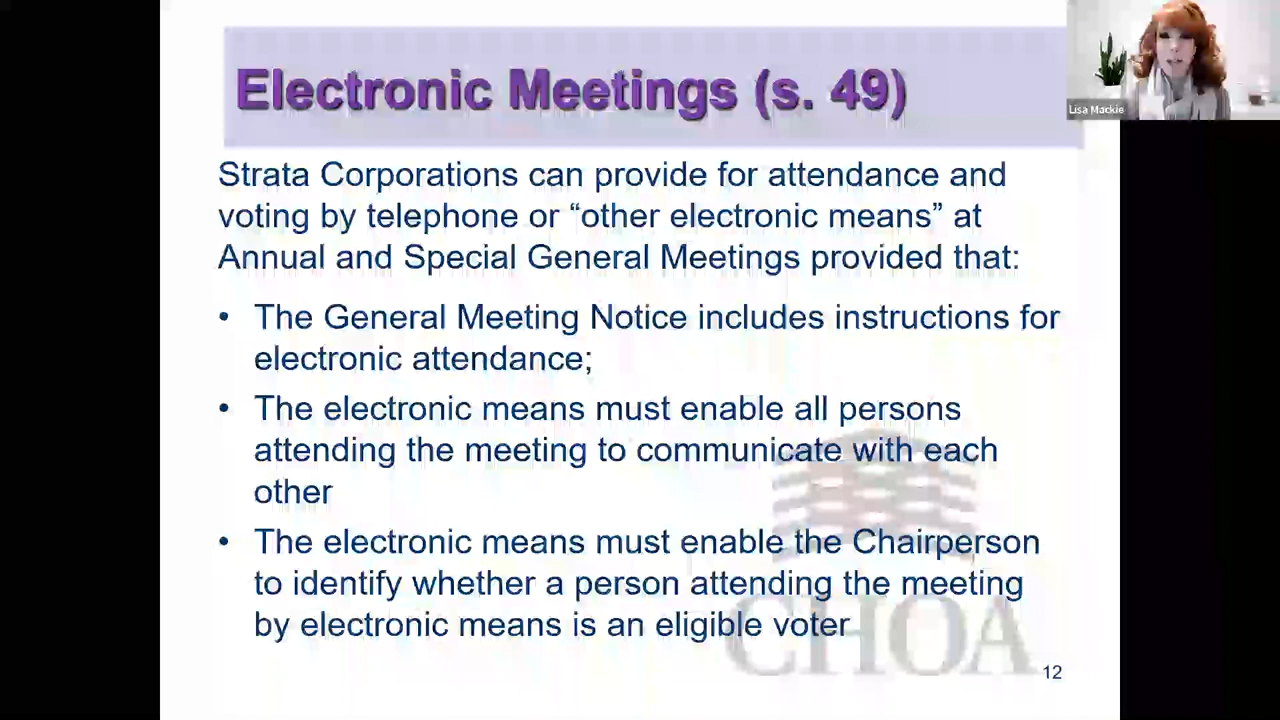 Electronic Meetings (s. 49)
Lisa Mackie
Strata Corporations can provide for attendance and
voting by telephone or “other electronic means” at
Annual and Special General Meetings provided that:
• The General Meeting Notice includes instructions for
electronic attendance;
• The electronic means must enable all persons
attending the meeting to communicate with each
other
• The electronic means must enable the Chairperson
to identify whether a person attending the meeting
by electronic means is an eligible voter
CHOA
12